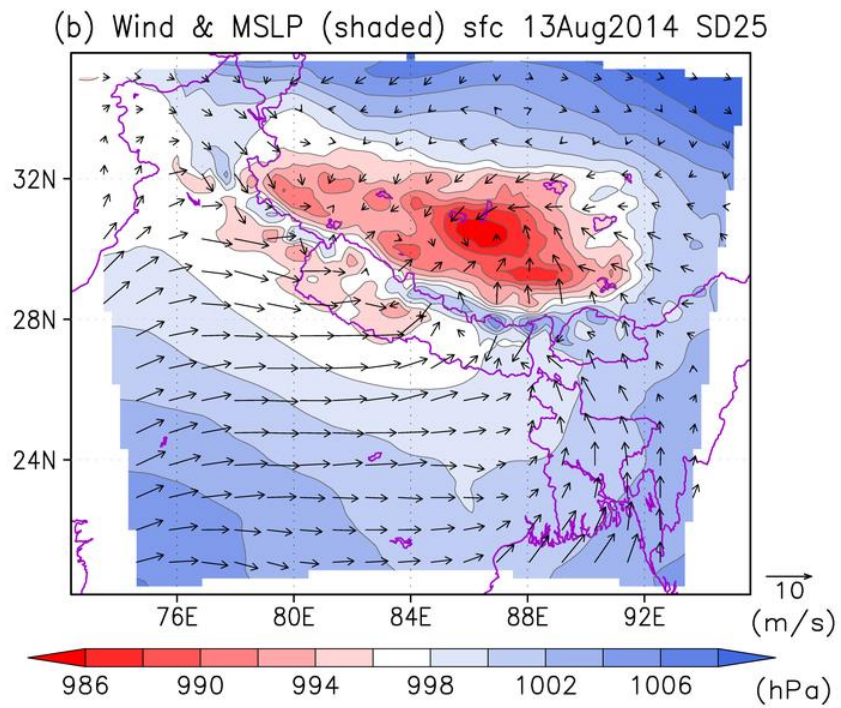 (b) Wind & MSLP (shaded) sfc 13Aug2014 SD25
32N
28N
24N
76E 80E 84E 88E 92E
10
(m/s)
986 990 994 998 1002 1006 (hPa)